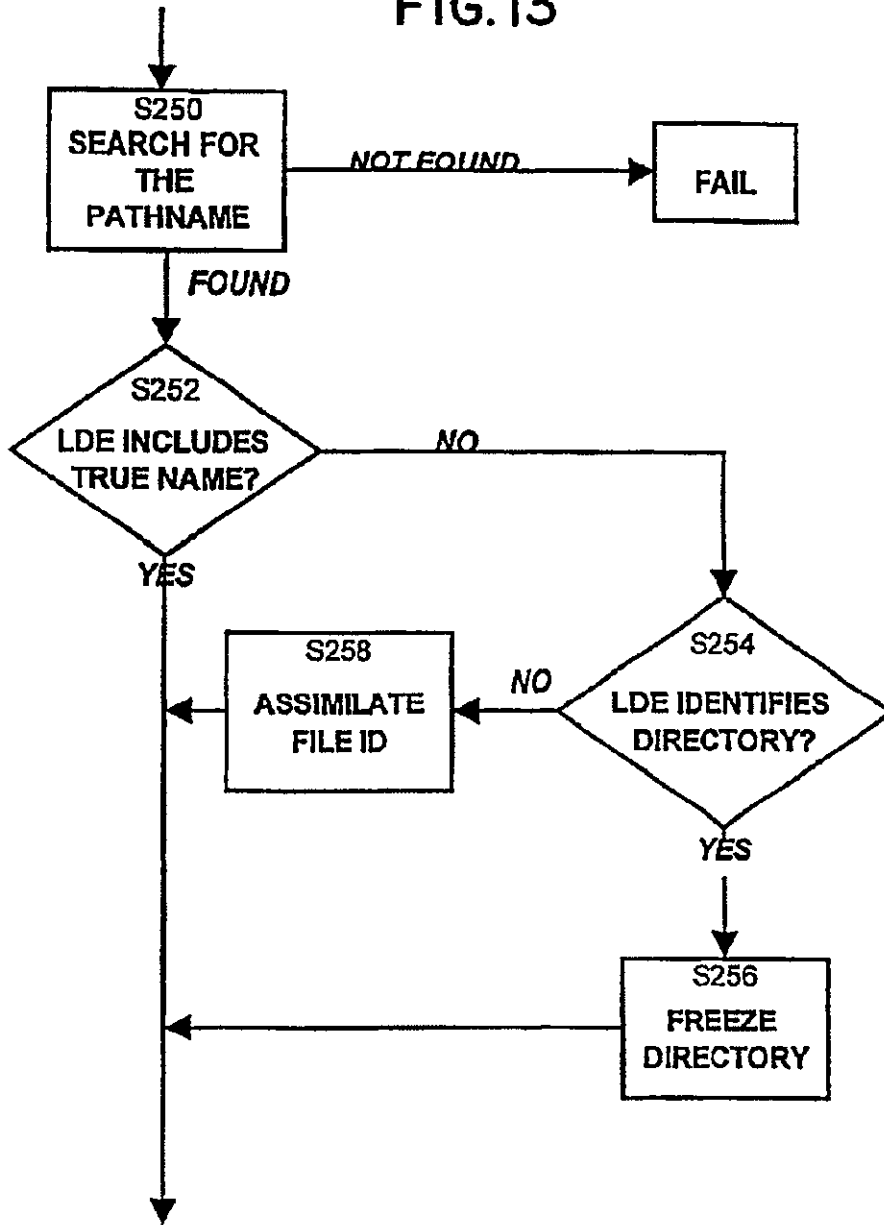 FIG. 13
S250
SEARCH FOR
THE
PATHNAME
NOT FOUND
FAIL
FOUND
S252
LDE INCLUDES
TRUE NAME?
NO
YES
S254
LDE IDENTIFIES
DIRECTORY?
NO
S258
ASSIMILATE
FILE ID
YES
S256
FREEZE
DIRECTORY